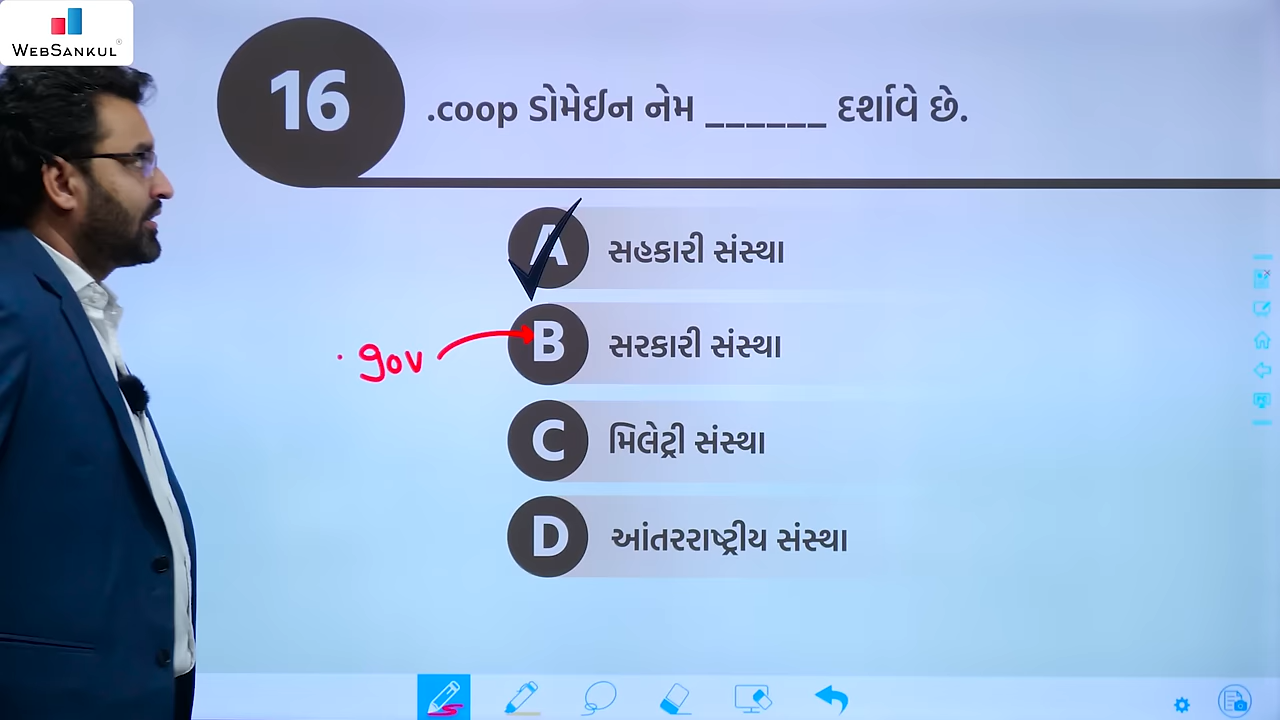 WEBSANKUL
16
.coop ડોમેઈન નેમ ______ દર્શાવે છે.
A સહકારી સંસ્થા
B સરકારી સંસ્થા
.gov
C મિલેટ્રી સંસ્થા
D આંતરરાષ્ટ્રીય સંસ્થા